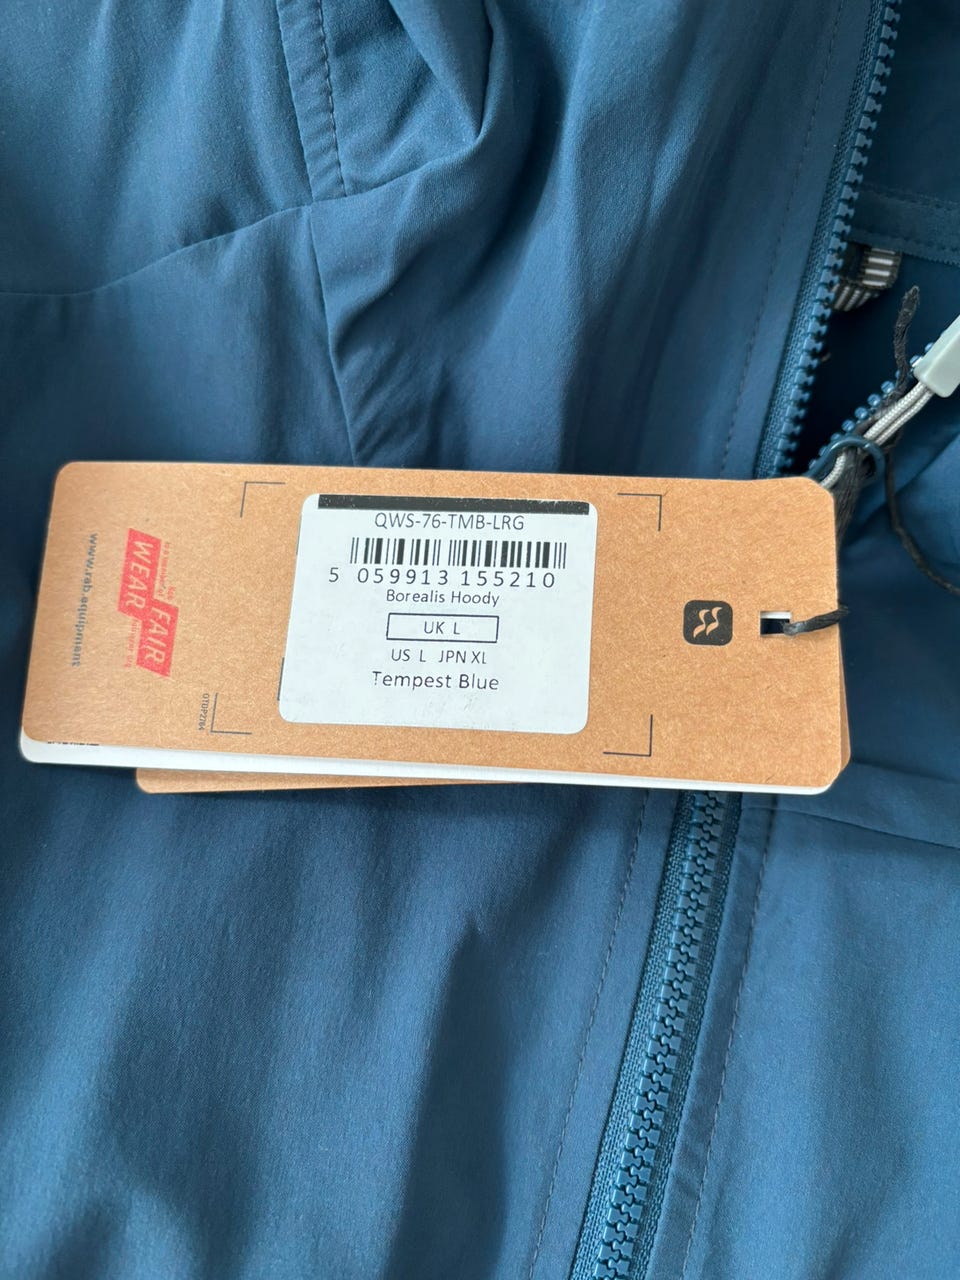 QWS-76-TMB-LRG
5 059913 155210
Borealis Hoody
UK L
US L JPN XL
Tempest Blue
WEAR
FAIR
www.rab.equipment